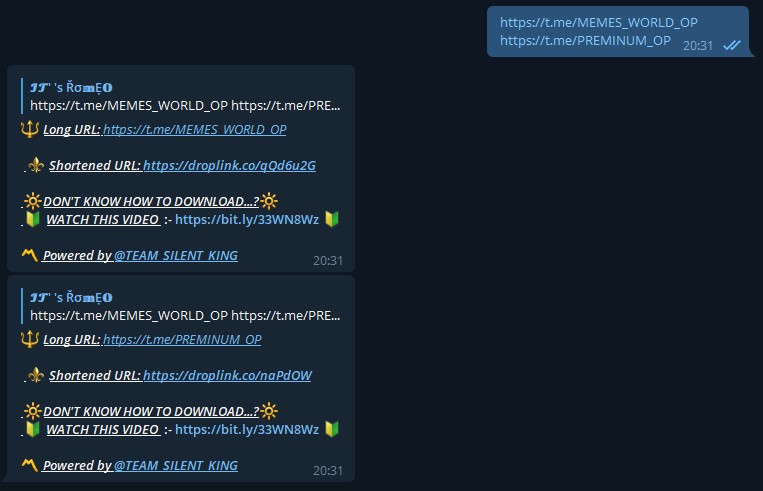 https://t.me/MEMES_WORLD_OP
https://t.me/PREMINUM_OP 20:31
𝓘𝓣" 's Řσ𝕞Ẹ𝐎
https://t.me/MEMES_WORLD_OP https://t.me/PRE...
🔱 Long URL: https://t.me/MEMES_WORLD_OP
⚜️ Shortened URL: https://droplink.co/qQd6u2G
🔆DON'T KNOW HOW TO DOWNLOAD...?🔆
🔰 WATCH THIS VIDEO :- https://bit.ly/33WN8Wz 🔰
〽️ Powered by @TEAM_SILENT_KING
20:31
𝓘𝓣" 's Řσ𝕞Ẹ𝐎
https://t.me/MEMES_WORLD_OP https://t.me/PRE...
🔱 Long URL: https://t.me/PREMINUM_OP
⚜️ Shortened URL: https://droplink.co/naPdOW
🔆DON'T KNOW HOW TO DOWNLOAD...?🔆
🔰 WATCH THIS VIDEO :- https://bit.ly/33WN8Wz 🔰
〽️ Powered by @TEAM_SILENT_KING
20:31